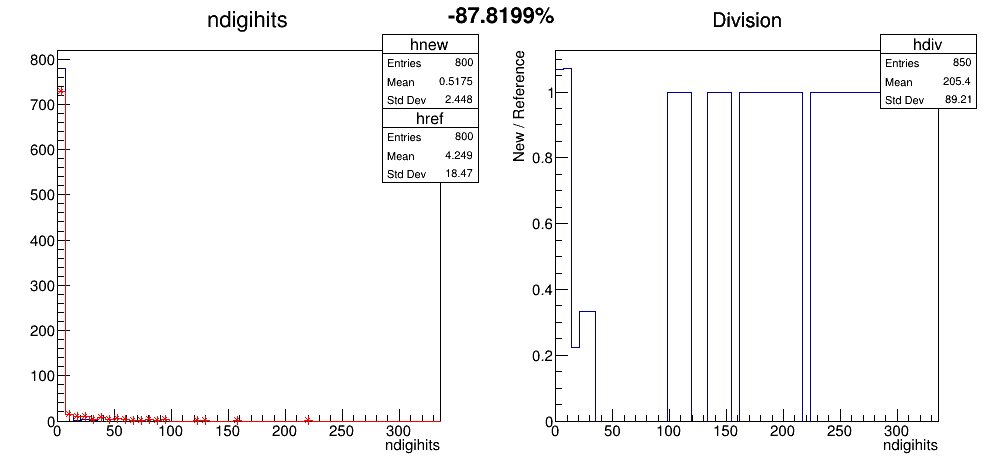 -87.8199%
ndigihits
hnew
Entries 800
Mean 0.5175
Std Dev 2.448
href
Entries 800
Mean 4.249
Std Dev 18.47
800
700
600
500
400
300
200
100
0
0 50 100 150 200 250 300
ndigihits
Division
hdiv
Entries 850
Mean 205.4
Std Dev 89.21
New / Reference
1
0.8
0.6
0.4
0.2
0
0 50 100 150 200 250 300
ndigihits